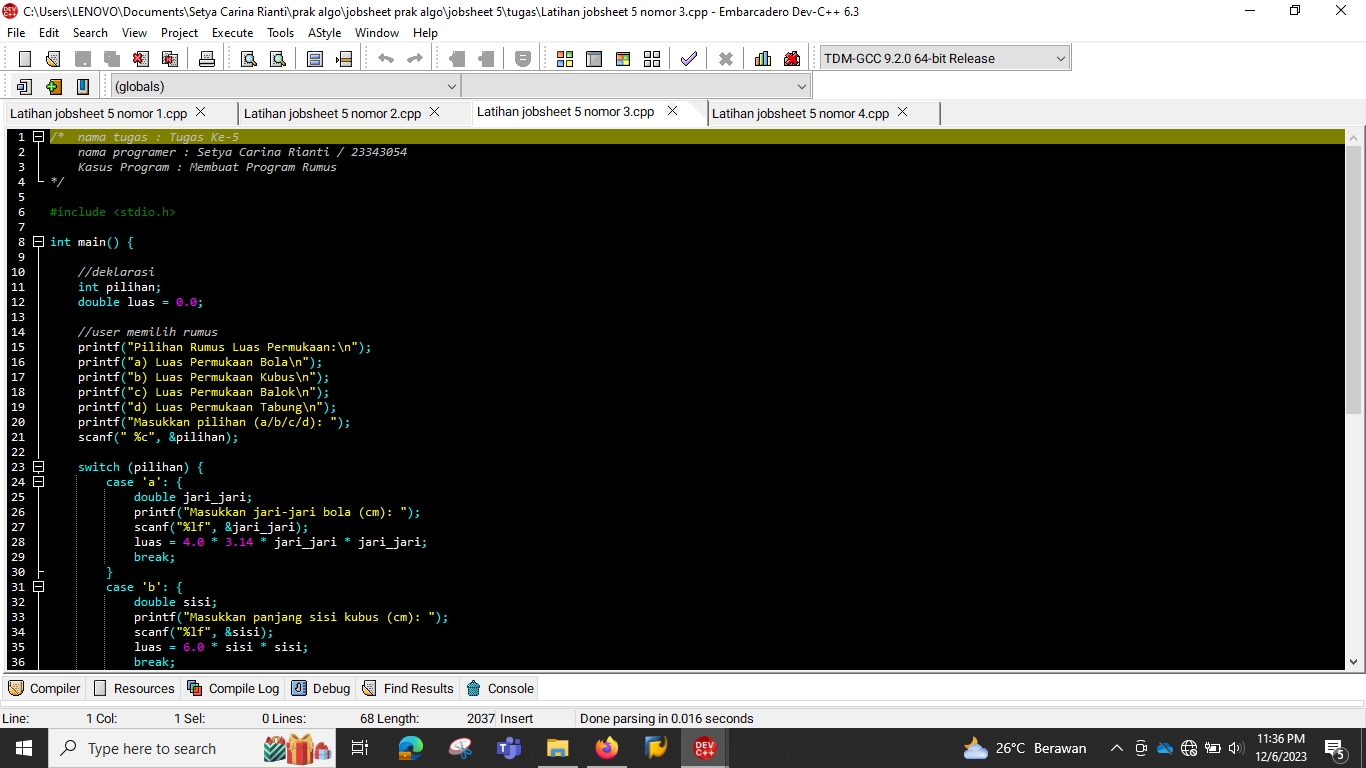 C:\Users\LENOVO\Documents\Setya Carina Rianti\prak algo\jobsheet prak algo\jobsheet 5\tugas\Latihan jobsheet 5 nomor 3.cpp - Embarcadero Dev-C++ 6.3
File Edit Search View Project Execute Tools AStyle Window Help
TDM-GCC 9.2.0 64-bit Release
(globals)
Latihan jobsheet 5 nomor 1.cpp Latihan jobsheet 5 nomor 2.cpp Latihan jobsheet 5 nomor 3.cpp Latihan jobsheet 5 nomor 4.cpp
1 /*  nama tugas : Tugas Ke-5
2     nama programer : Setya Carina Rianti / 23343054
3     Kasus Program : Membuat Program Rumus
4 */
5
6 #include <stdio.h>
7
8 int main() {
9
10     //deklarasi
11     int pilihan;
12     double luas = 0.0;
13
14     //user memilih rumus
15     printf("Pilihan Rumus Luas Permukaan:\n");
16     printf("a) Luas Permukaan Bola\n");
17     printf("b) Luas Permukaan Kubus\n");
18     printf("c) Luas Permukaan Balok\n");
19     printf("d) Luas Permukaan Tabung\n");
20     printf("Masukkan pilihan (a/b/c/d): ");
21     scanf(" %c", &pilihan);
22
23     switch (pilihan) {
24         case 'a': {
25             double jari_jari;
26             printf("Masukkan jari-jari bola (cm): ");
27             scanf("%lf", &jari_jari);
28             luas = 4.0 * 3.14 * jari_jari * jari_jari;
29             break;
30         }
31         case 'b': {
32             double sisi;
33             printf("Masukkan panjang sisi kubus (cm): ");
34             scanf("%lf", &sisi);
35             luas = 6.0 * sisi * sisi;
36             break;
Compiler Resources Compile Log Debug Find Results Console
Line: 1 Col: 1 Sel: 0 Lines: 68 Length: 2037 Insert Done parsing in 0.016 seconds
Type here to search
DEV C++
26°C Berawan
11:36 PM
12/6/2023
5